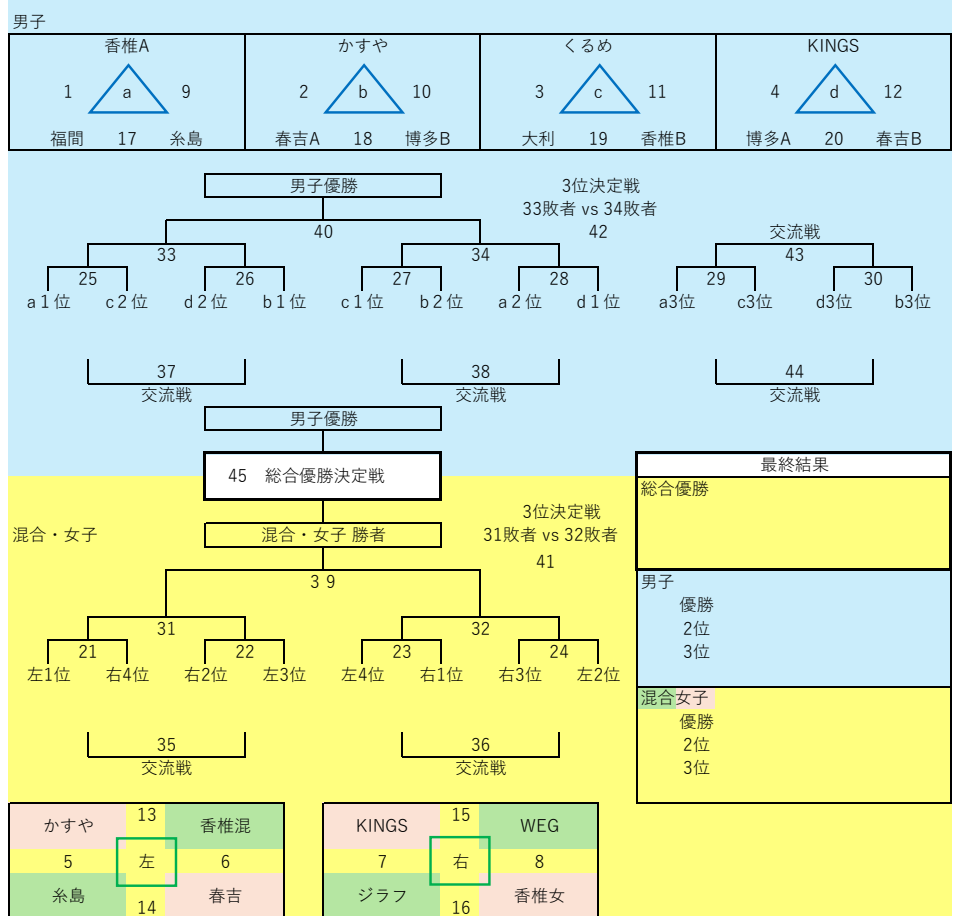 男子
香椎A かすや くるめ KINGS
1 a 9 2 b 10 3 c 11 4 d 12
福間 17 糸島 春吉A 18 博多B 大利 19 香椎B 博多A 20 春吉B
男子優勝 3位決定戦
33敗者 vs 34敗者
40 42 交流戦
33 34 43
25 26 27 28 29 30
a１位 c２位 d２位 b１位 c１位 b２位 a２位 d１位 a3位 c3位 d3位 b3位
37 38 44
交流戦 交流戦 交流戦
男子優勝
45 総合優勝決定戦 最終結果
総合優勝
3位決定戦
混合・女子 混合・女子 勝者 31敗者 vs 32敗者
41
３９ 男子
優勝
31 32 2位
21 22 23 24 3位
左1位 右4位 右2位 左3位 左4位 右1位 右3位 左2位
混合女子
優勝
35 36 2位
交流戦 交流戦 3位
13 15
かすや 香椎混 KINGS WEG
5 左 6 7 右 8
糸島 春吉 ジラフ 香椎女
14 16